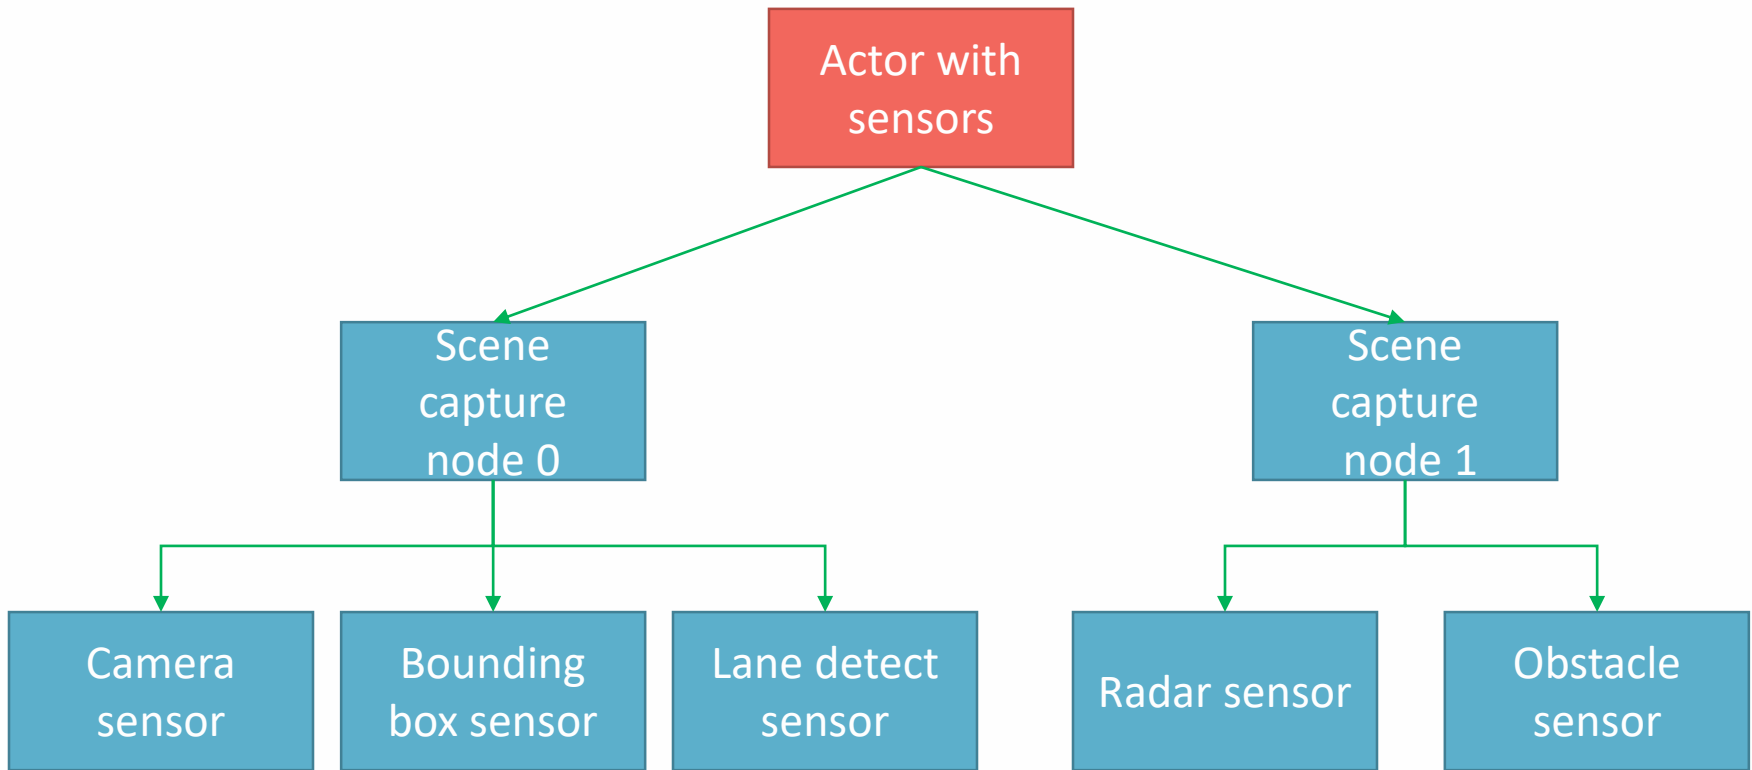 Actor with
sensors
Scene
capture
node 0
Scene
capture
node 1
Camera
sensor
Bounding
box sensor
Lane detect
sensor
Radar sensor
Obstacle
sensor